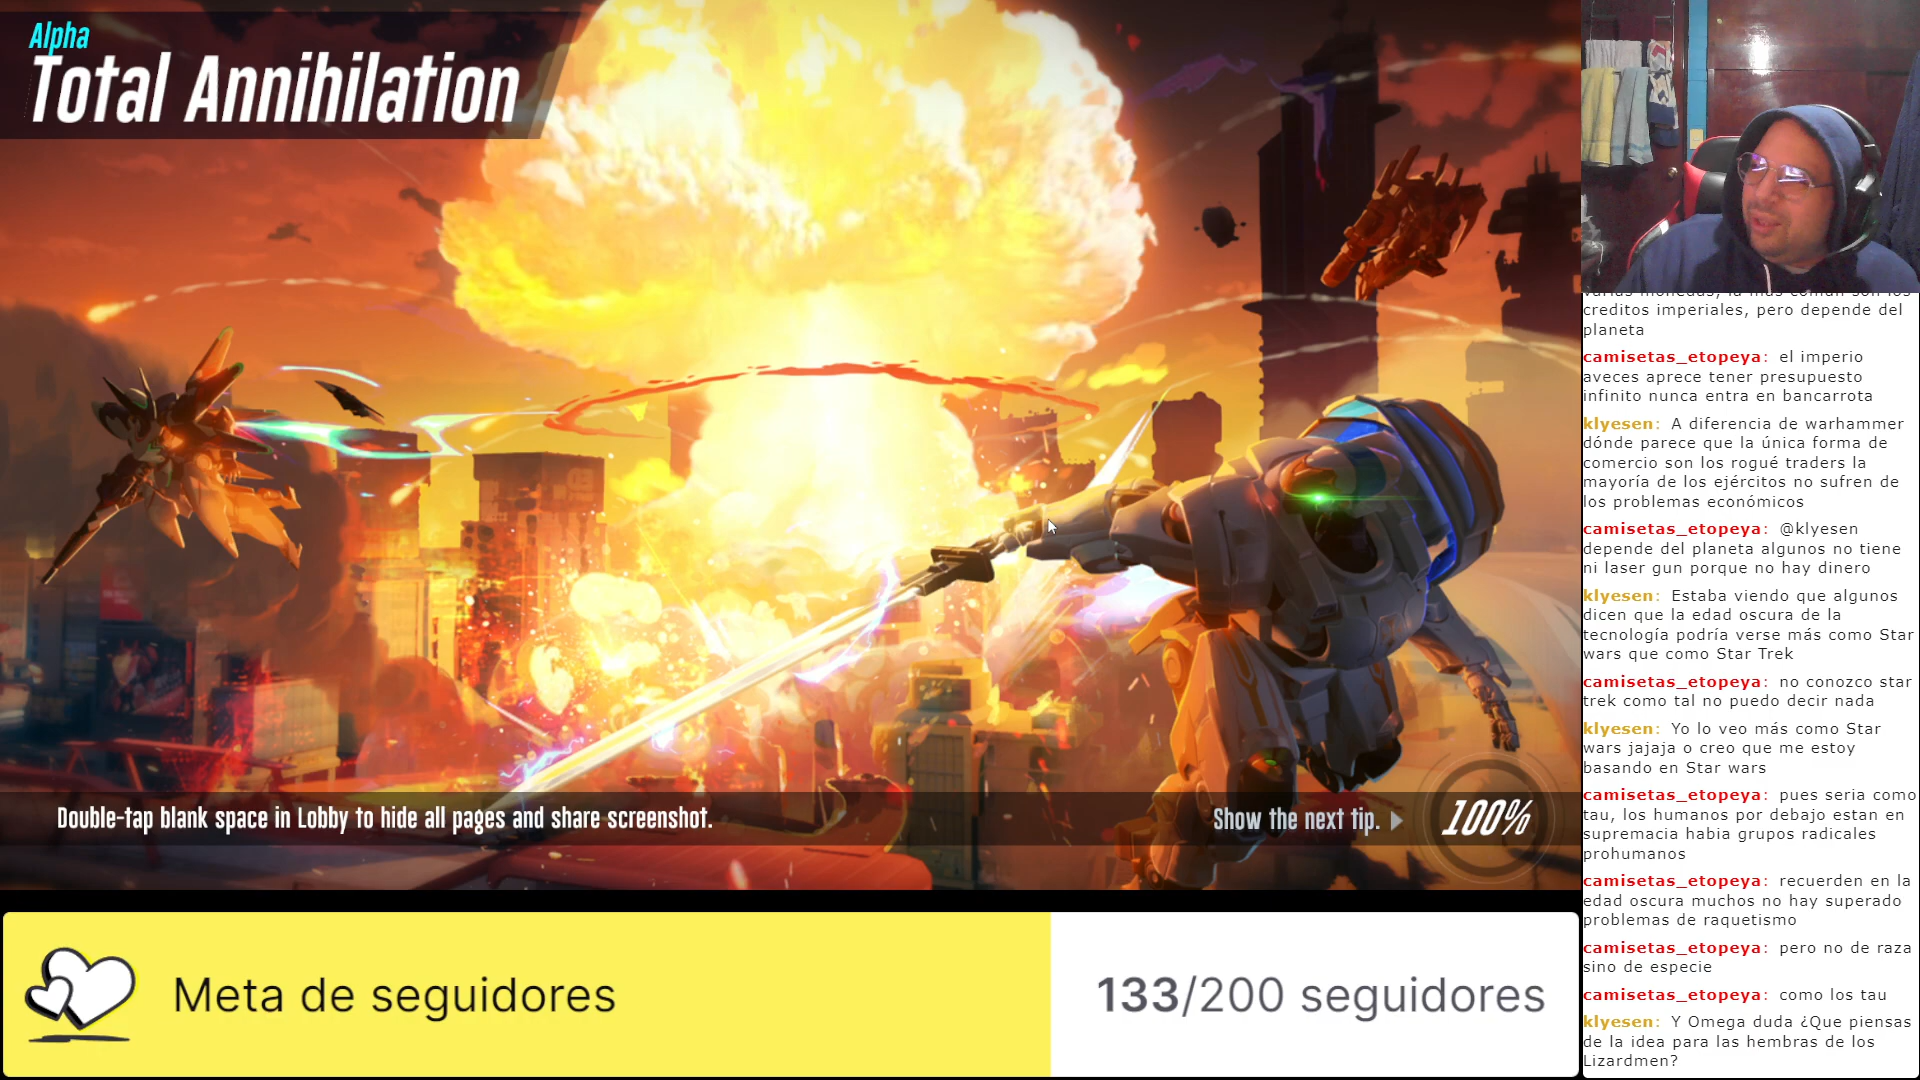 Alpha
Total Annihilation
Double-tap blank space in Lobby to hide all pages and share screenshot.
Show the next tip.
100%
Meta de seguidores
133/200 seguidores
creditos imperiales, pero depende del
planeta
camisetas_etopeya: el imperio
aveces aprece tener presupuesto
infinito nunca entra en bancarrota
klyesen: A diferencia de warhammer
dónde parece que la única forma de
comercio son los rogué traders la
mayoría de los ejércitos no sufren de
los problemas económicos
camisetas_etopeya: @klyesen
depende del planeta algunos no tiene
ni laser gun porque no hay dinero
klyesen: Estaba viendo que algunos
dicen que la edad oscura de la
tecnología podría verse más como Star
wars que como Star Trek
camisetas_etopeya: no conozco star
trek como tal no puedo decir nada
klyesen: Yo lo veo más como Star
wars jajaja o creo que me estoy
basando en Star wars
camisetas_etopeya: pues seria como
tau, los humanos por debajo estan en
supremacia habia grupos radicales
prohumanos
camisetas_etopeya: recuerden en la
edad oscura muchos no hay superado
problemas de raquetismo
camisetas_etopeya: pero no de raza
sino de especie
camisetas_etopeya: como los tau
klyesen: Y Omega duda ¿Que piensas
de la idea para las hembras de los
Lizardmen?